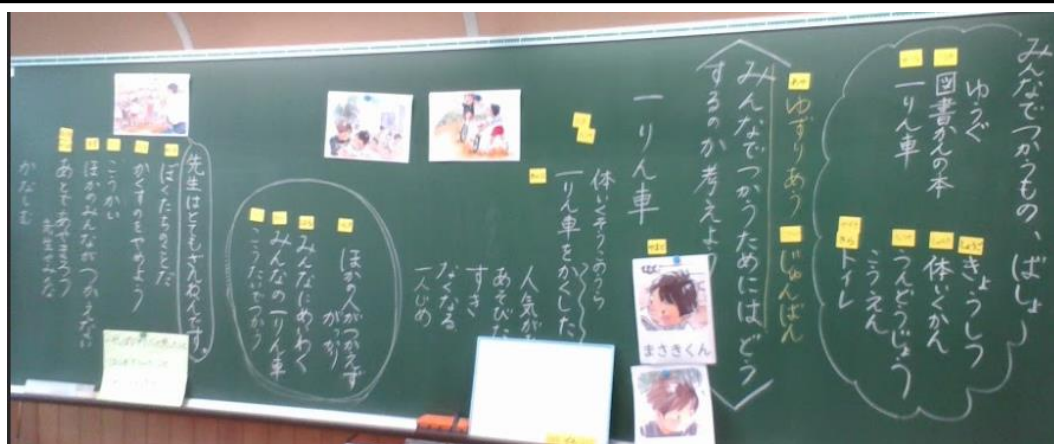 みんなでつかうもの、ばしょ
ゆうぐ
図書かんの本
一りん車
きょうしつ
体いくかん
うんどうじょう
こうえん
トイレ
ゆずりあう じゅんばん
みんなでつかうためには どう
するのか考えよう
一りん車
まさきくん
体いくそうこのうら
一りん車をかくした
人気が
あそびた
すぎ
なくなる
一人じめ
ほかの人がつかえず
がっかり
みんなにめいわく
みんなの一りん車
こうたいでつかう
先生はとてもざんねんです。
ぼくたちのことだ
かくすのをやめよう
こうかい
ほかのみんながつかえない
あとであやまろう
先生やみんな
かなしむ